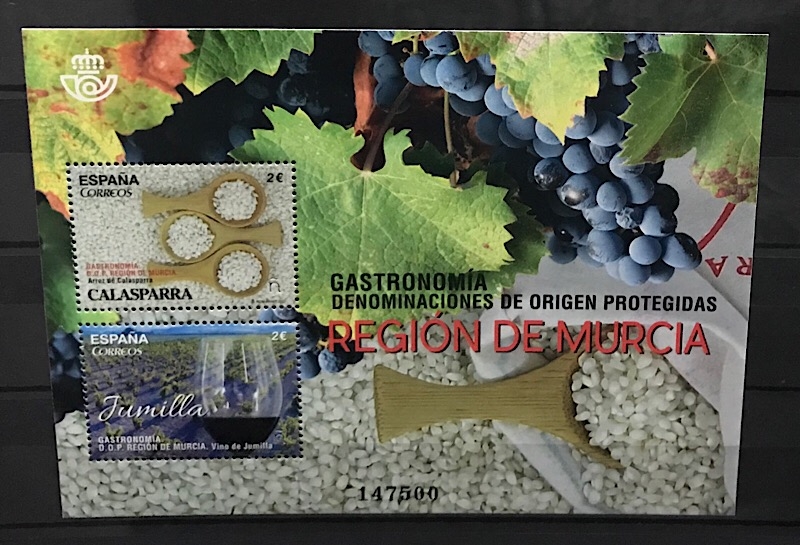 ESPAÑA
CORREOS
2€
GASTRONOMÍA
D.O.P. REGIÓN DE MURCIA
Arroz de Calasparra
CALASPARRA
ESPAÑA
CORREOS
2€
Jumilla
GASTRONOMÍA
D.O.P. REGIÓN DE MURCIA. Vino de Jumilla
GASTRONOMÍA
DENOMINACIONES DE ORIGEN PROTEGIDAS
REGIÓN DE MURCIA
147500